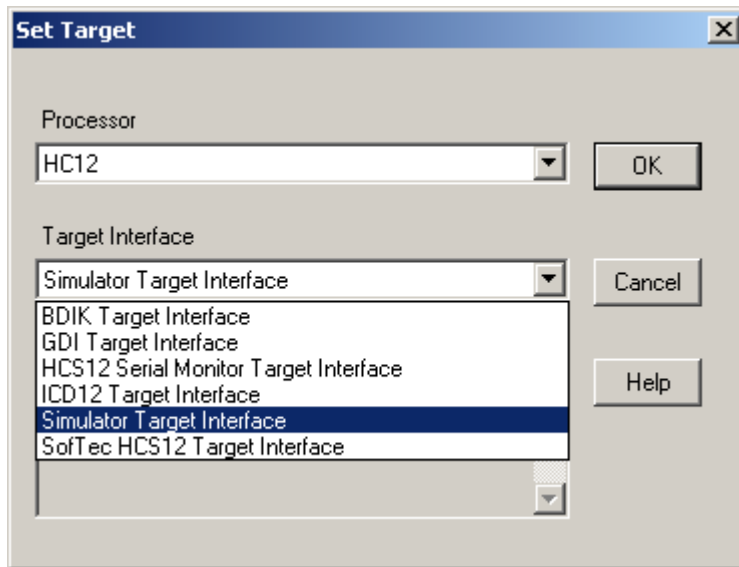 Set Target
Processor
HC12
OK
Target Interface
Simulator Target Interface
Cancel
BDIK Target Interface
GDI Target Interface
HCS12 Serial Monitor Target Interface
ICD12 Target Interface
Simulator Target Interface
SofTec HCS12 Target Interface
Help